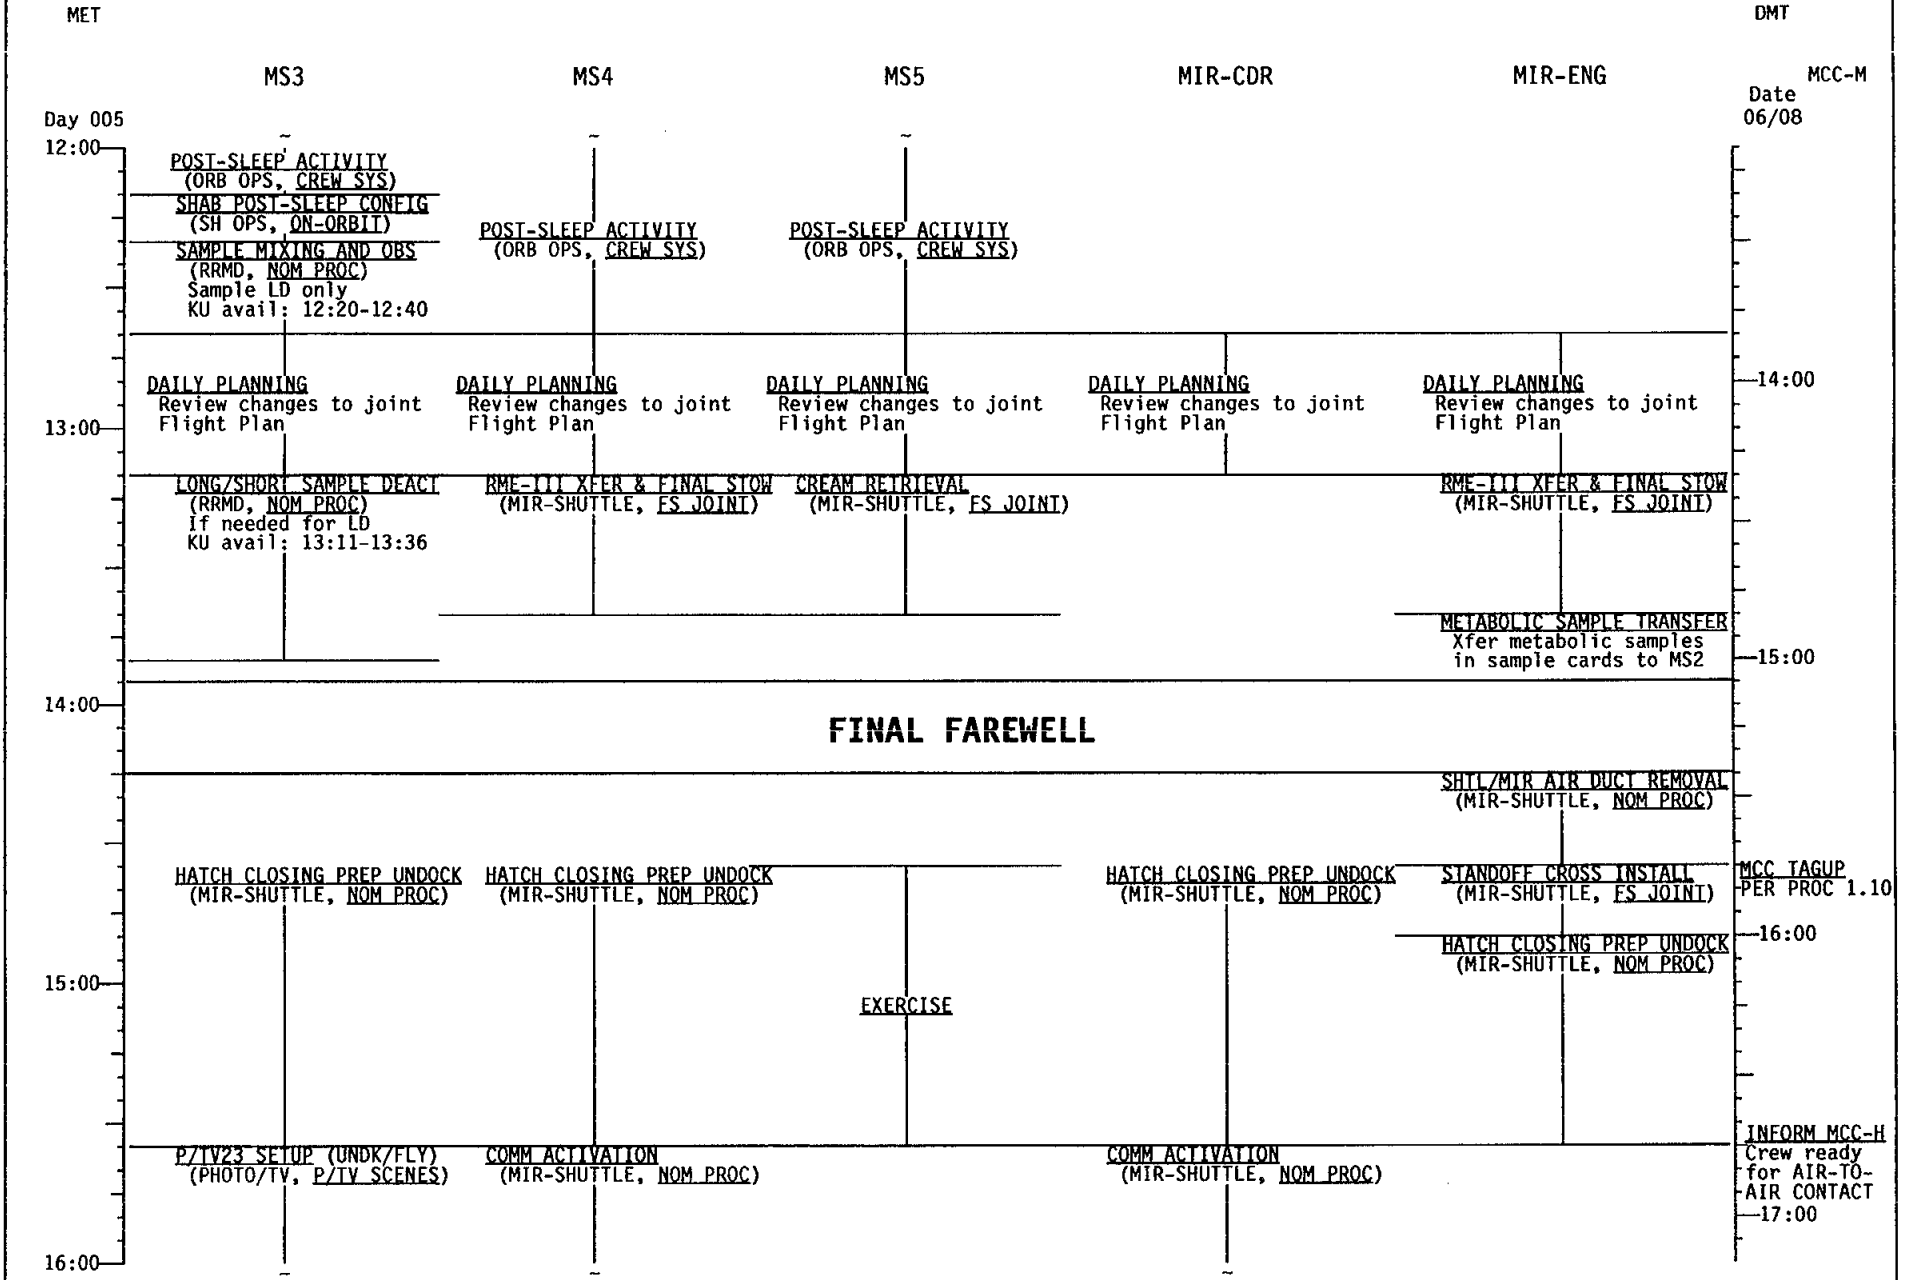 MET DMT
MS3 MS4 MS5 MIR-CDR MIR-ENG MCC-M
Date
Day 005 06/08
12:00
POST-SLEEP ACTIVITY
(ORB OPS, CREW SYS)
SHAB POST-SLEEP CONFIG
(SH OPS, ON-ORBIT)
POST-SLEEP ACTIVITY POST-SLEEP ACTIVITY
(ORB OPS, CREW SYS) (ORB OPS, CREW SYS)
SAMPLE MIXING AND OBS
(RRMD, NOM PROC)
Sample LD only
KU avail: 12:20-12:40
DAILY PLANNING DAILY PLANNING DAILY PLANNING DAILY PLANNING DAILY PLANNING 14:00
Review changes to joint Review changes to joint Review changes to joint Review changes to joint Review changes to joint
13:00 Flight Plan Flight Plan Flight Plan Flight Plan Flight Plan
LONG/SHORT SAMPLE DEACT RME-III XFER & FINAL STOW CREAM RETRIEVAL RME-III XFER & FINAL STOW
(RRMD, NOM PROC) (MIR-SHUTTLE, FS JOINT) (MIR-SHUTTLE, FS JOINT) (MIR-SHUTTLE, FS JOINT)
If needed for LD
KU avail: 13:11-13:36
METABOLIC SAMPLE TRANSFER
Xfer metabolic samples
in sample cards to MS2 15:00
14:00
FINAL FAREWELL
SHTL/MIR AIR DUCT REMOVAL
(MIR-SHUTTLE, NOM PROC)
HATCH CLOSING PREP UNDOCK HATCH CLOSING PREP UNDOCK HATCH CLOSING PREP UNDOCK STANDOFF CROSS INSTALL MCC TAGUP
(MIR-SHUTTLE, NOM PROC) (MIR-SHUTTLE, NOM PROC) (MIR-SHUTTLE, NOM PROC) (MIR-SHUTTLE, FS JOINT) PER PROC 1.10
16:00
HATCH CLOSING PREP UNDOCK
(MIR-SHUTTLE, NOM PROC)
15:00
EXERCISE
INFORM MCC-H
P/TV23 SETUP (UNDK/FLY) COMM ACTIVATION COMM ACTIVATION Crew ready
(PHOTO/TV, P/TV SCENES) (MIR-SHUTTLE, NOM PROC) (MIR-SHUTTLE, NOM PROC) for AIR-TO-
AIR CONTACT
17:00
16:00